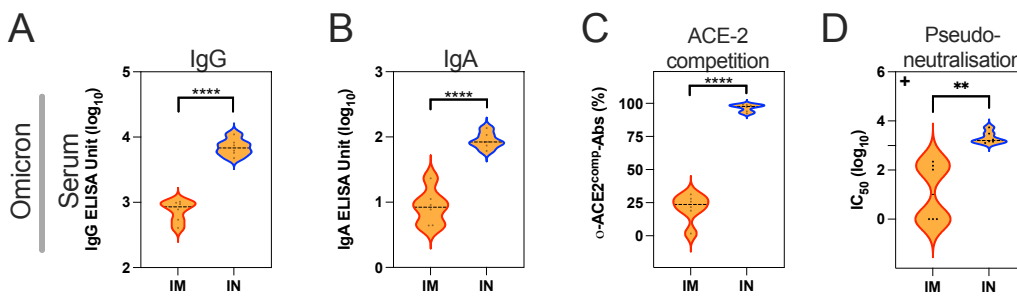 A
B
C
D
IgG
IgA
ACE-2
competition
Pseudo-
neutralisation
Omicron
Serum
IgG ELISA Unit (log10)
5
4
3
2
****
IM
IN
IgA ELISA Unit (log10)
3
2
1
0
****
IM
IN
ο-ACE2comp-Abs (%)
100
75
50
25
0
****
IM
IN
IC50 (log10)
6
4
2
0
+
**
IM
IN